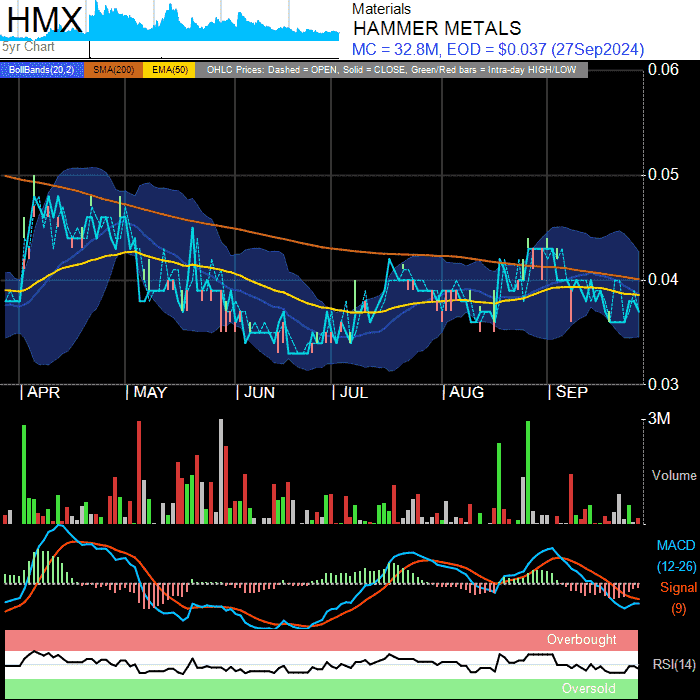 HMX
5yr Chart
Materials
HAMMER METALS
MC = 32.8M, EOD = $0.037 (27Sep2024)
BollBands(20,2) SMA(200) EMA(50) OHLC Prices: Dashed = OPEN, Solid = CLOSE, Green/Red bars = Intra-day HIGH/LOW
0.06
0.05
0.04
0.03
APR MAY JUN JUL AUG SEP
3M
Volume
MACD
(12-26)
Signal
(9)
Overbought
RSI(14)
Oversold